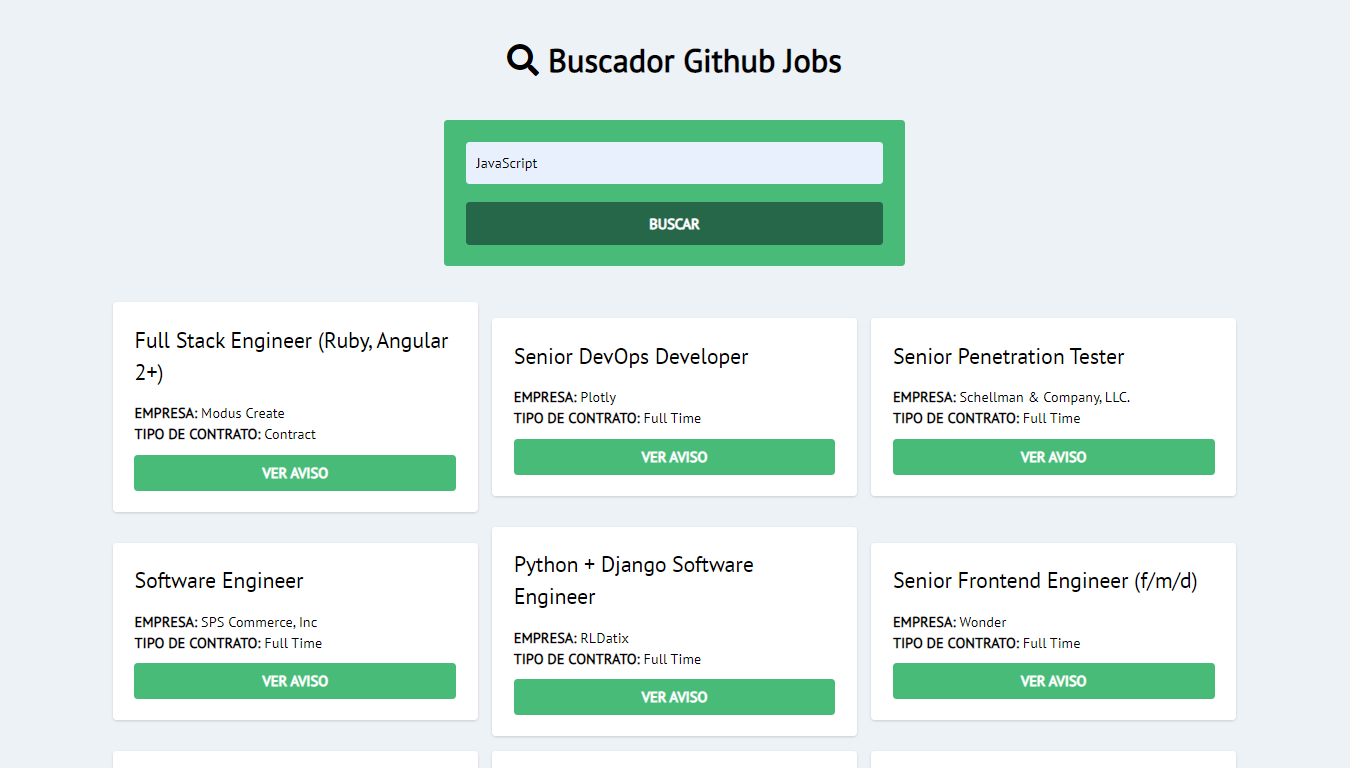 Buscador Github Jobs
JavaScript
BUSCAR
Full Stack Engineer (Ruby, Angular
2+)
EMPRESA: Modus Create
TIPO DE CONTRATO: Contract
VER AVISO
Senior DevOps Developer
EMPRESA: Plotly
TIPO DE CONTRATO: Full Time
VER AVISO
Senior Penetration Tester
EMPRESA: Schellman & Company, LLC.
TIPO DE CONTRATO: Full Time
VER AVISO
Software Engineer
EMPRESA: SPS Commerce, Inc
TIPO DE CONTRATO: Full Time
VER AVISO
Python + Django Software
Engineer
EMPRESA: RLDatix
TIPO DE CONTRATO: Full Time
VER AVISO
Senior Frontend Engineer (f/m/d)
EMPRESA: Wonder
TIPO DE CONTRATO: Full Time
VER AVISO